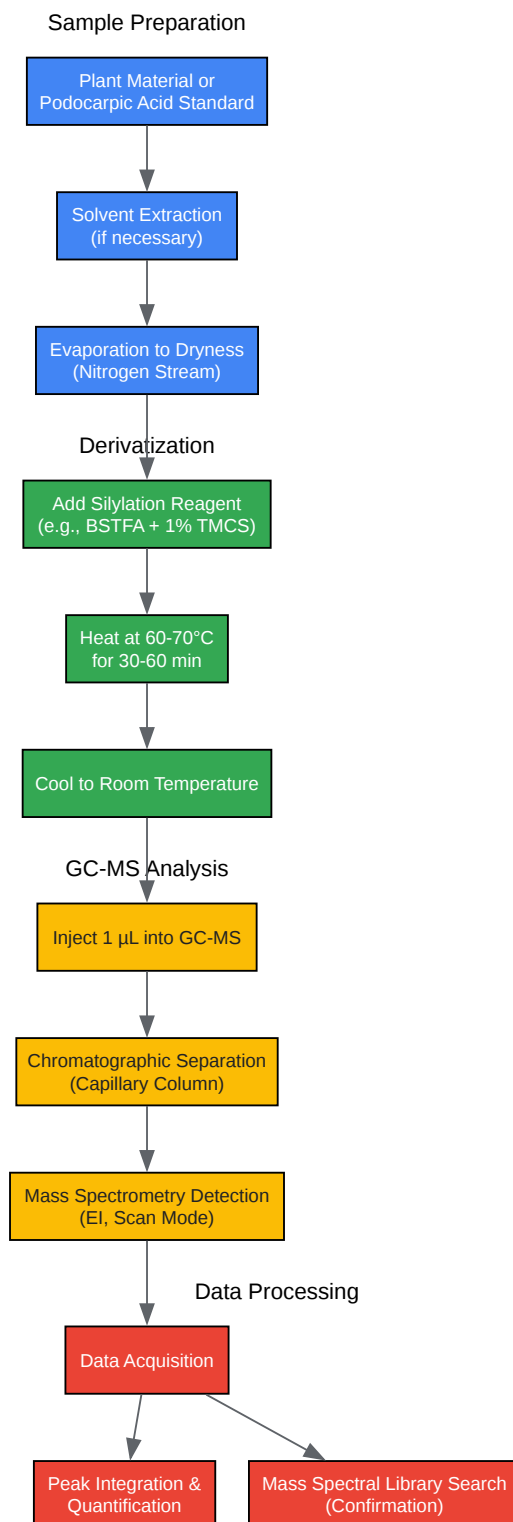 Sample Preparation
Plant Material or
Podocarpic Acid Standard
Solvent Extraction
(if necessary)
Evaporation to Dryness
(Nitrogen Stream)
Derivatization
Add Silylation Reagent
(e.g., BSTFA + 1% TMCS)
Heat at 60-70°C
for 30-60 min
Cool to Room Temperature
GC-MS Analysis
Inject 1 µL into GC-MS
Chromatographic Separation
(Capillary Column)
Mass Spectrometry Detection
(EI, Scan Mode)
Data Processing
Data Acquisition
Peak Integration &
Quantification
Mass Spectral Library Search
(Confirmation)